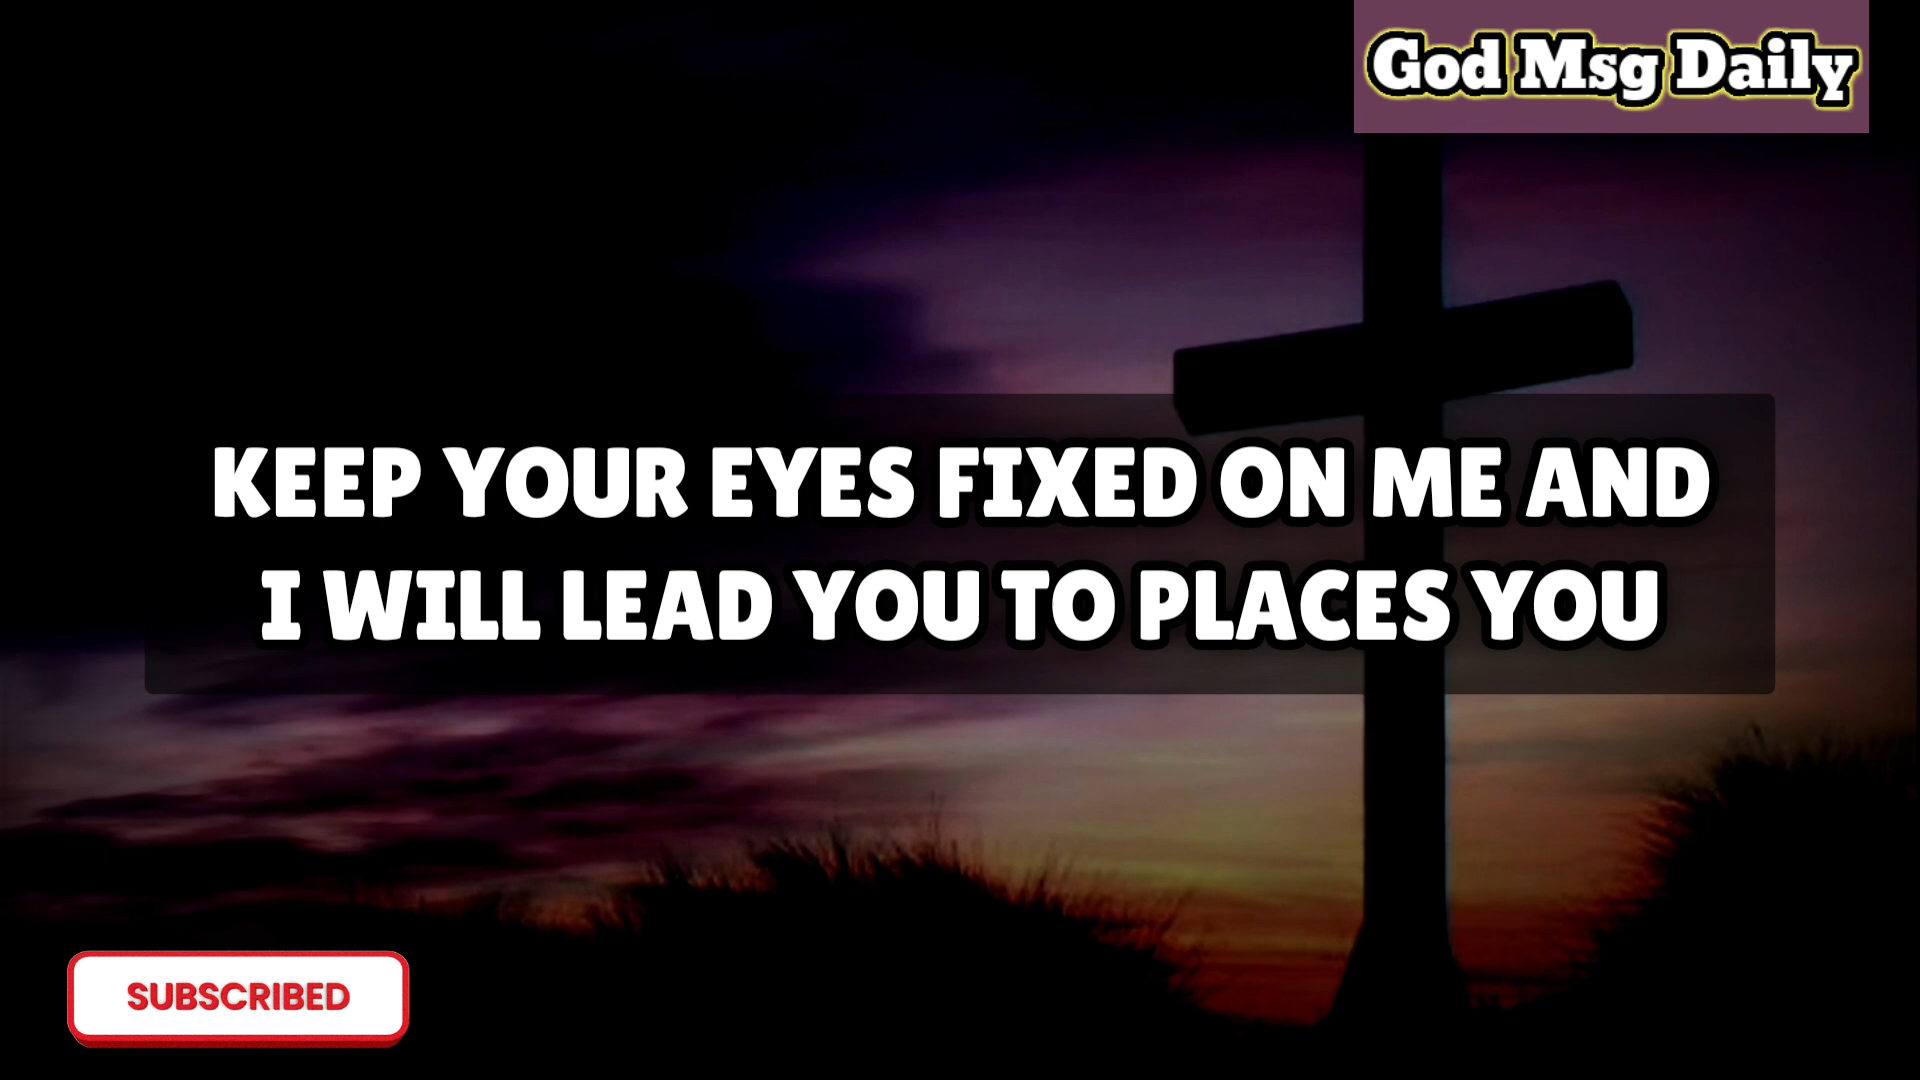 God Msg Daily
KEEP YOUR EYES FIXED ON ME AND
I WILL LEAD YOU TO PLACES YOU
SUBSCRIBED